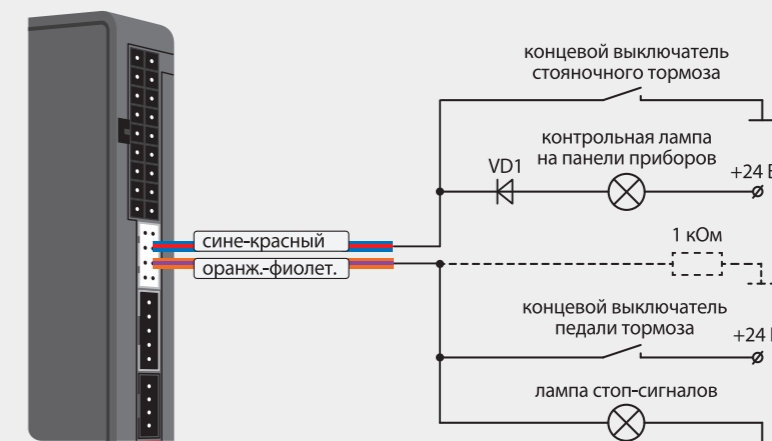 концевой выключатель
стояночного тормоза
контрольная лампа
на панели приборов
VD1
+24 В
сине-красный
оранж.-фиолет.
1 кОм
концевой выключатель
педали тормоза
+24
лампа стоп-сигналов